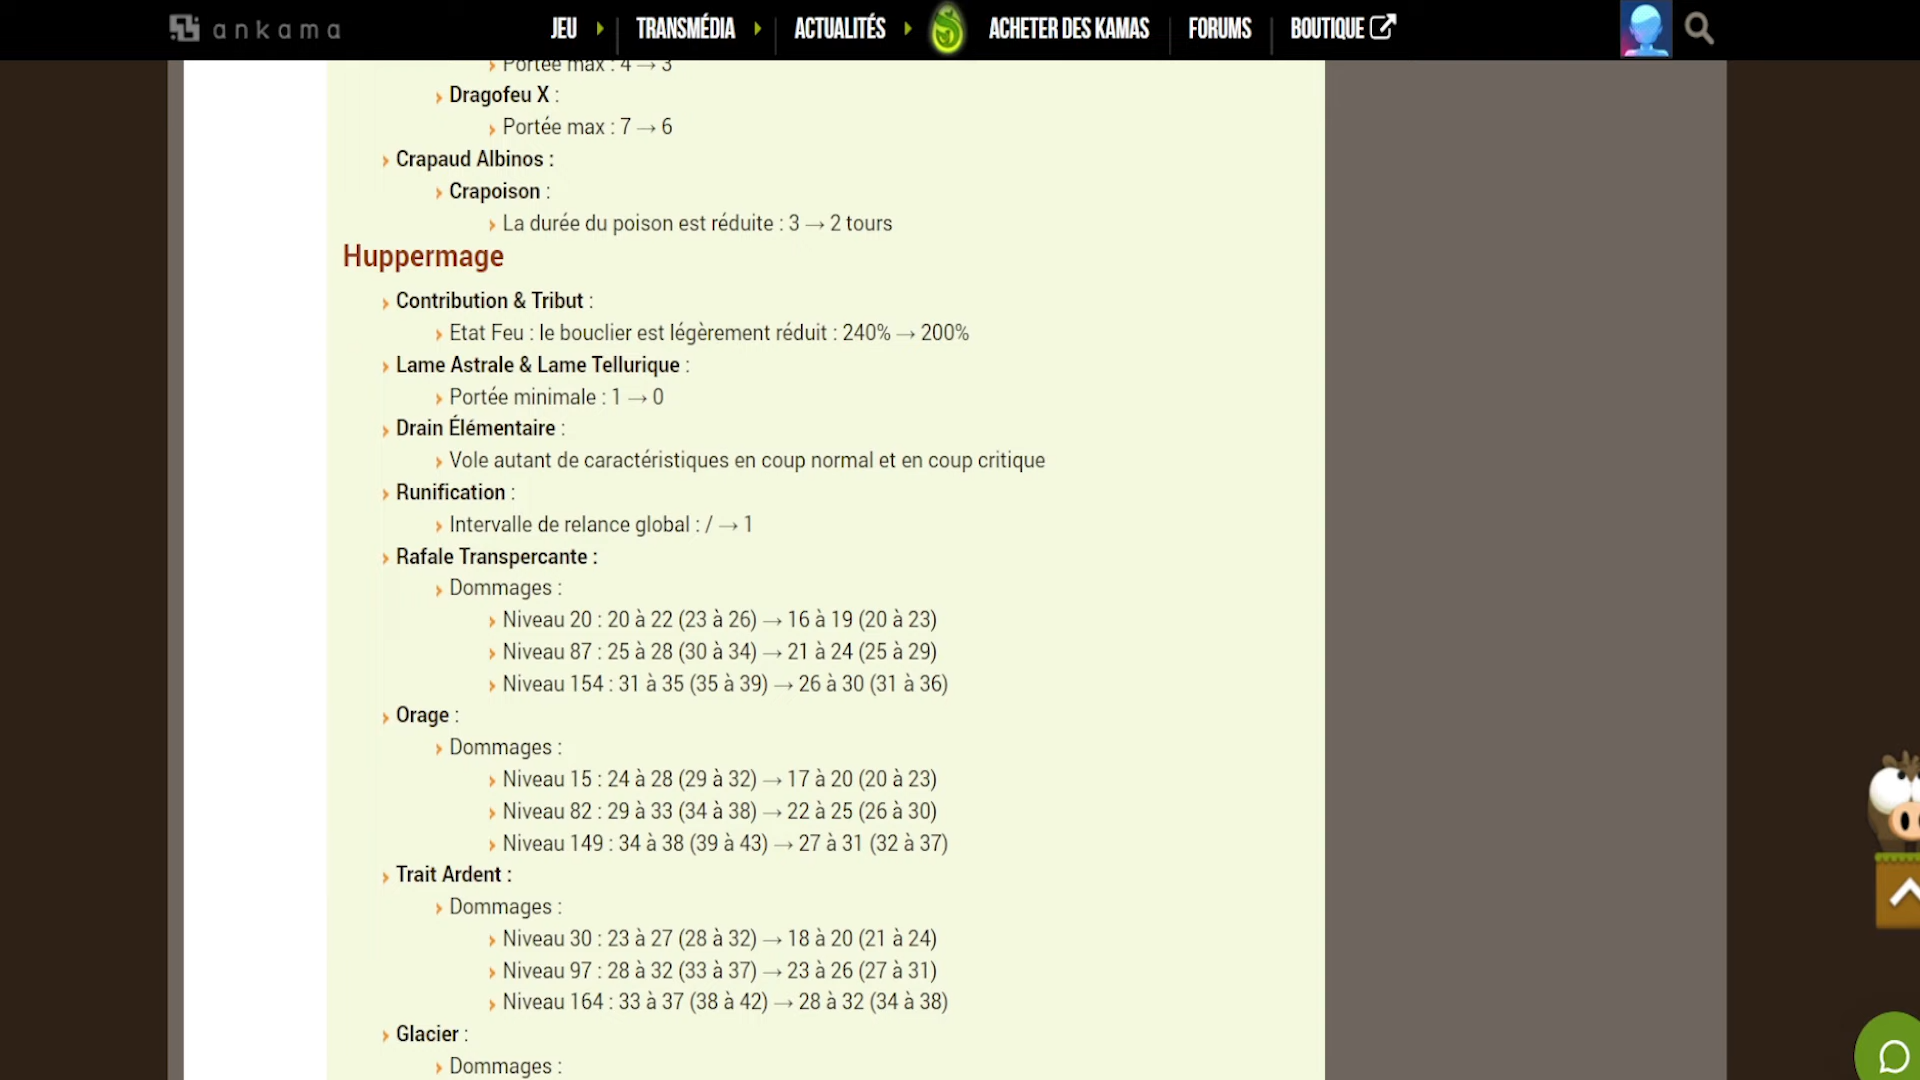 ankama
JEU
TRANSMÉDIA
ACTUALITÉS
ACHETER DES KAMAS
FORUMS
BOUTIQUE
Portée max : 4 → 3
Dragofeu X :
Portée max : 7 → 6
Crapaud Albinos :
Crapoison :
La durée du poison est réduite : 3 → 2 tours
Huppermage
Contribution & Tribut :
Etat Feu : le bouclier est légèrement réduit : 240% → 200%
Lame Astrale & Lame Tellurique :
Portée minimale : 1 → 0
Drain Élémentaire :
Vole autant de caractéristiques en coup normal et en coup critique
Runification :
Intervalle de relance global : / → 1
Rafale Transpercante :
Dommages :
Niveau 20 : 20 à 22 (23 à 26) → 16 à 19 (20 à 23)
Niveau 87 : 25 à 28 (30 à 34) → 21 à 24 (25 à 29)
Niveau 154 : 31 à 35 (35 à 39) → 26 à 30 (31 à 36)
Orage :
Dommages :
Niveau 15 : 24 à 28 (29 à 32) → 17 à 20 (20 à 23)
Niveau 82 : 29 à 33 (34 à 38) → 22 à 25 (26 à 30)
Niveau 149 : 34 à 38 (39 à 43) → 27 à 31 (32 à 37)
Trait Ardent :
Dommages :
Niveau 30 : 23 à 27 (28 à 32) → 18 à 20 (21 à 24)
Niveau 97 : 28 à 32 (33 à 37) → 23 à 26 (27 à 31)
Niveau 164 : 33 à 37 (38 à 42) → 28 à 32 (34 à 38)
Glacier :
Dommages :